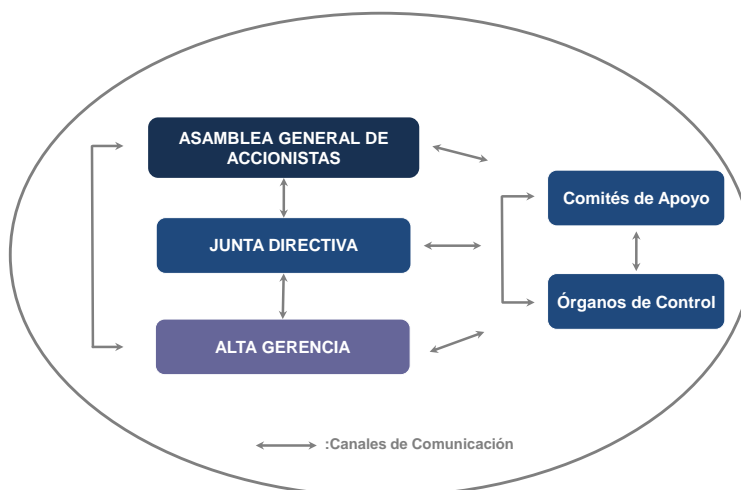 ASAMBLEA GENERAL DE
ACCIONISTAS
Comités de Apoyo
JUNTA DIRECTIVA
Órganos de Control
ALTA GERENCIA
:Canales de Comunicación